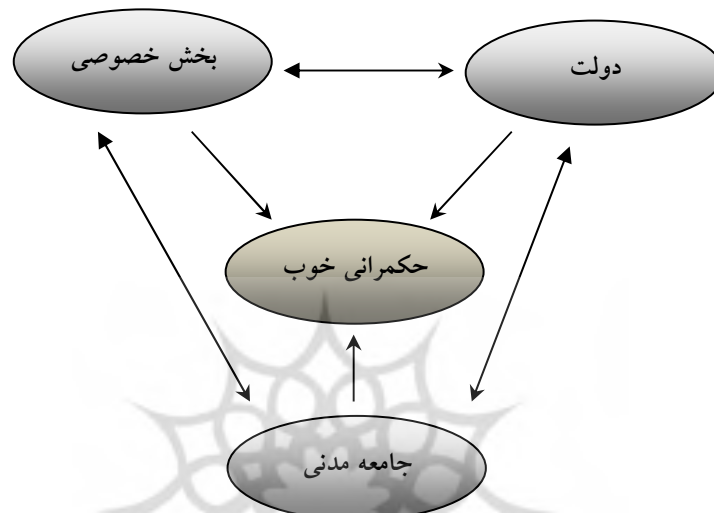 دولت
بخش خصوصی
حکمرانی خوب
جامعه مدنی